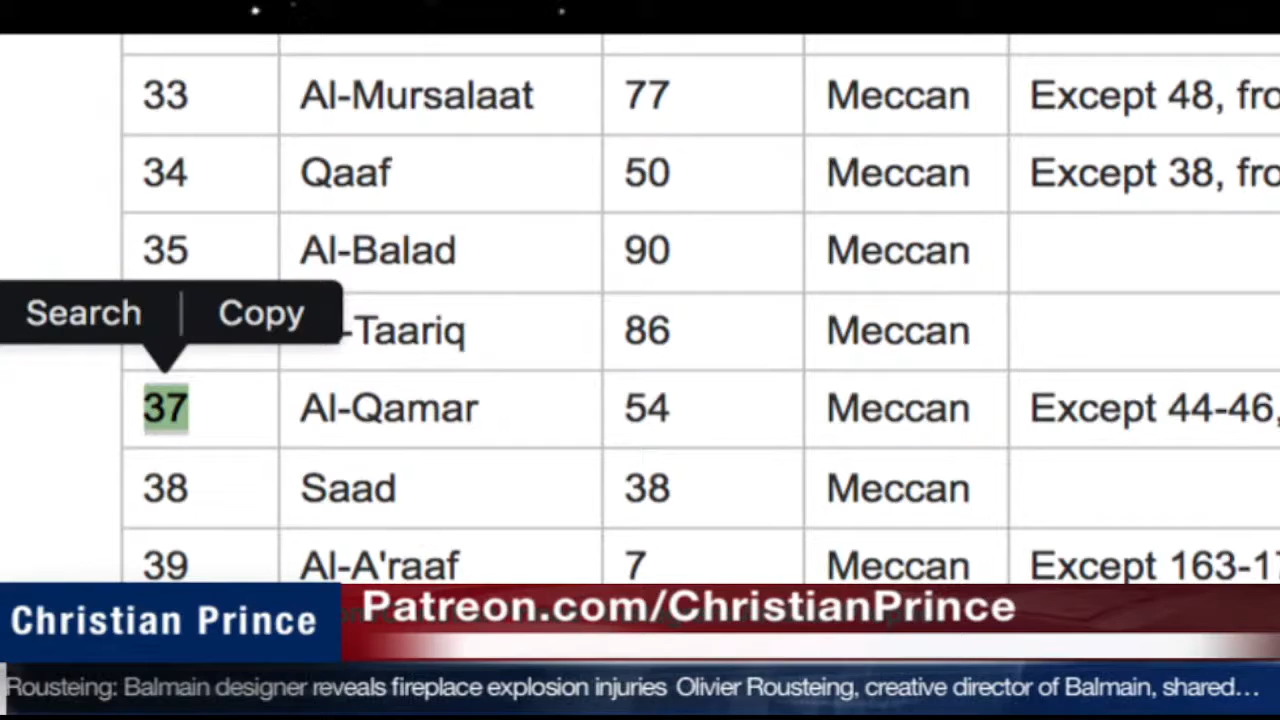 33 Al-Mursalaat 77 Meccan Except 48, fro
34 Qaaf 50 Meccan Except 38, fro
35 Al-Balad 90 Meccan
Search Copy
-Taariq 86 Meccan
37 Al-Qamar 54 Meccan Except 44-46,
38 Saad 38 Meccan
39 Al-A'raaf 7 Meccan Except 163-17
Christian Prince Patreon.com/ChristianPrince
Rousteing: Balmain designer reveals fireplace explosion injuries Olivier Rousteing, creative director of Balmain, shared…